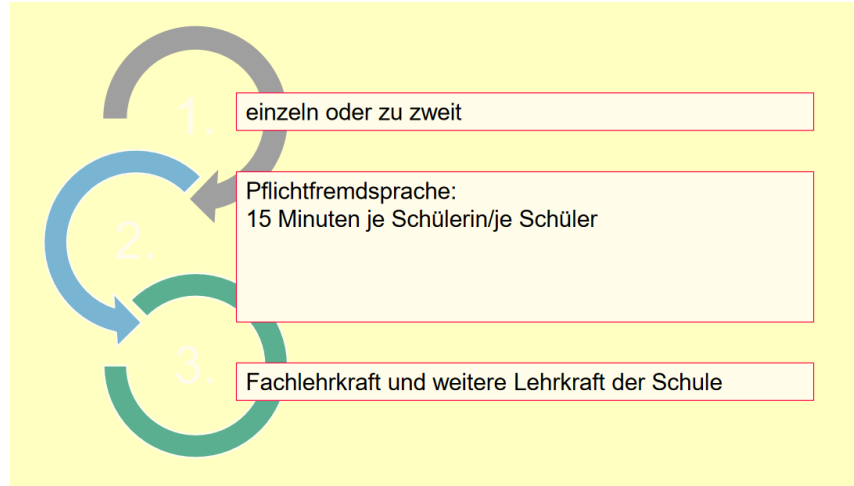 1.
einzeln oder zu zweit
2.
Pflichtfremdsprache:
15 Minuten je Schülerin/je Schüler
3.
Fachlehrkraft und weitere Lehrkraft der Schule